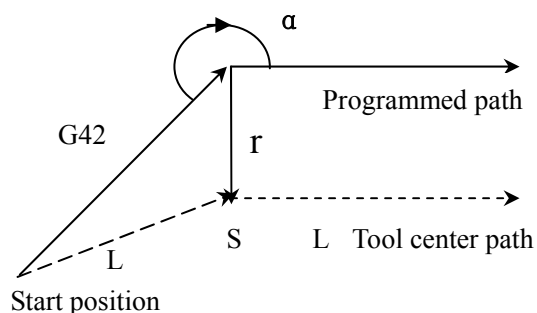 α
Programmed path
G42
r
S L Tool center path
L
Start position